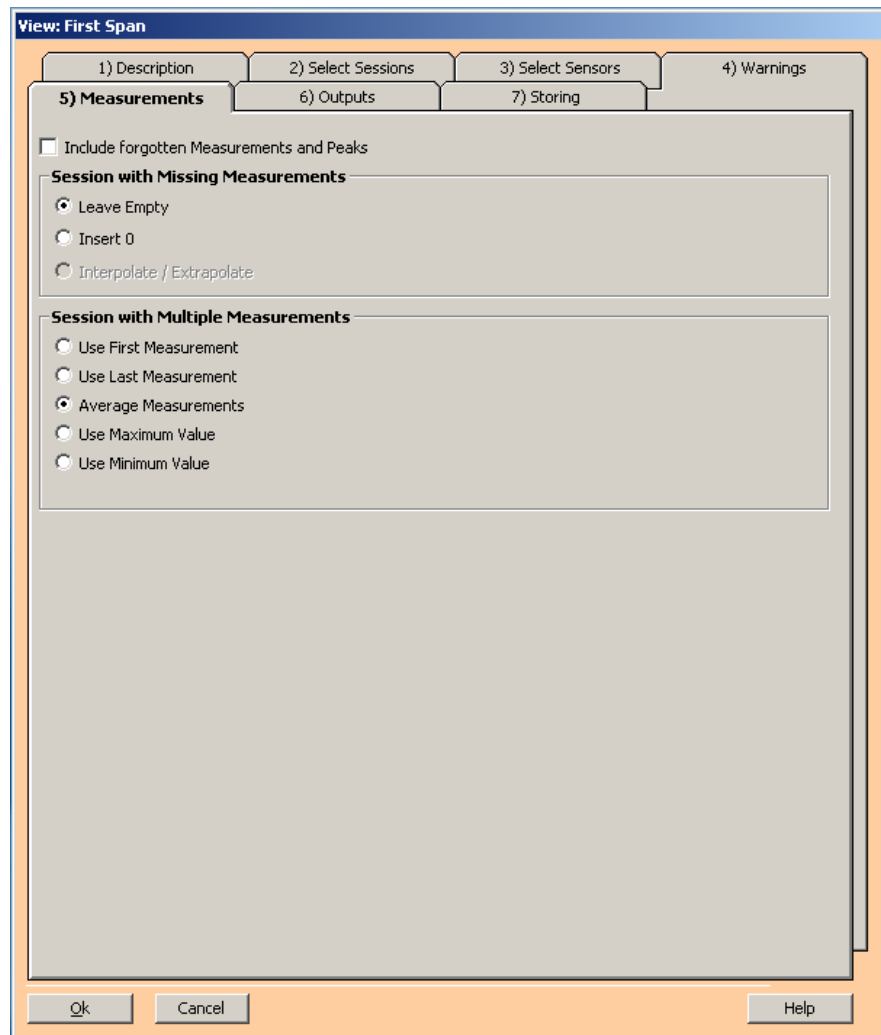 View: First Span
1) Description
2) Select Sessions
3) Select Sensors
4) Warnings
5) Measurements
6) Outputs
7) Storing
Include forgotten Measurements and Peaks
Session with Missing Measurements
Leave Empty
Insert 0
Interpolate / Extrapolate
Session with Multiple Measurements
Use First Measurement
Use Last Measurement
Average Measurements
Use Maximum Value
Use Minimum Value
Ok
Cancel
Help